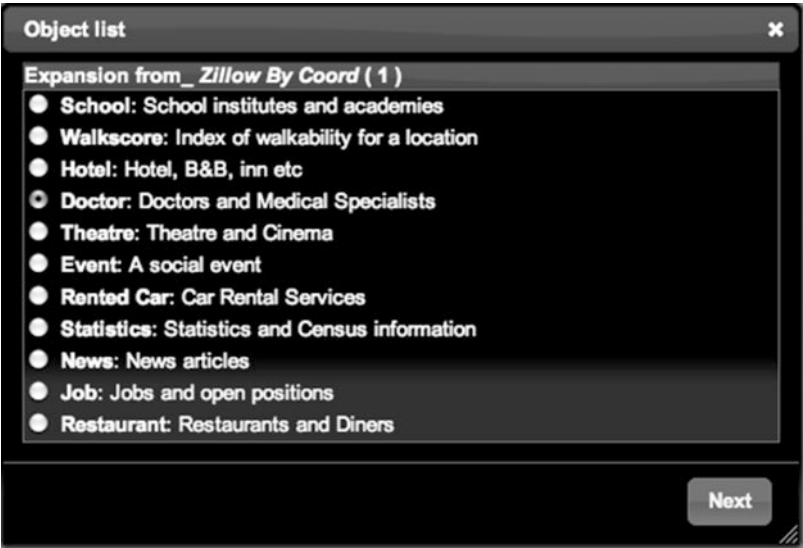 Object list
Expansion from_ Zillow By Coord ( 1 )
School: School institutes and academies
Walkscore: Index of walkability for a location
Hotel: Hotel, B&B, inn etc
Doctor: Doctors and Medical Specialists
Theatre: Theatre and Cinema
Event: A social event
Rented Car: Car Rental Services
Statistics: Statistics and Census information
News: News articles
Job: Jobs and open positions
Restaurant: Restaurants and Diners
Next